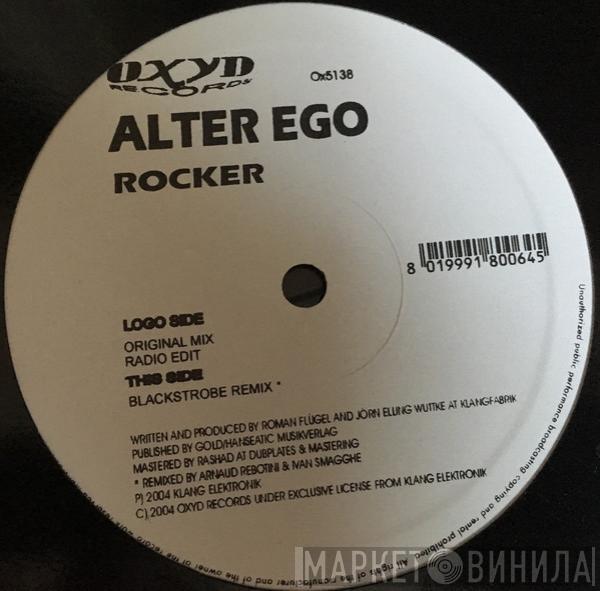 OXYD
RECORDS
Ox5138
ALTER EGO
ROCKER
8 019991 800645
LOGO SIDE
ORIGINAL MIX
RADIO EDIT
THIS SIDE
BLACKSTROBE REMIX *
WRITTEN AND PRODUCED BY ROMAN FLÜGEL AND JÖRN ELLING WUTTKE AT KLANGFABRIK
PUBLISHED BY GOLD/HANSEATIC MUSIKVERLAG
MASTERED BY RASHAD AT DUBPLATES & MASTERING
* REMIXED BY ARNAUD REBOTINI & IVAN SMAGGHE
P) 2004 KLANG ELEKTRONIK
C) 2004 OXYD RECORDS UNDER EXCLUSIVE LICENSE FROM KLANG ELEKTRONIK
Unauthorized public performance broadcasting copying and rental prohibited. All rights of the manufacturer and of the owner of the record
МАРКЕТ ВИНИЛА